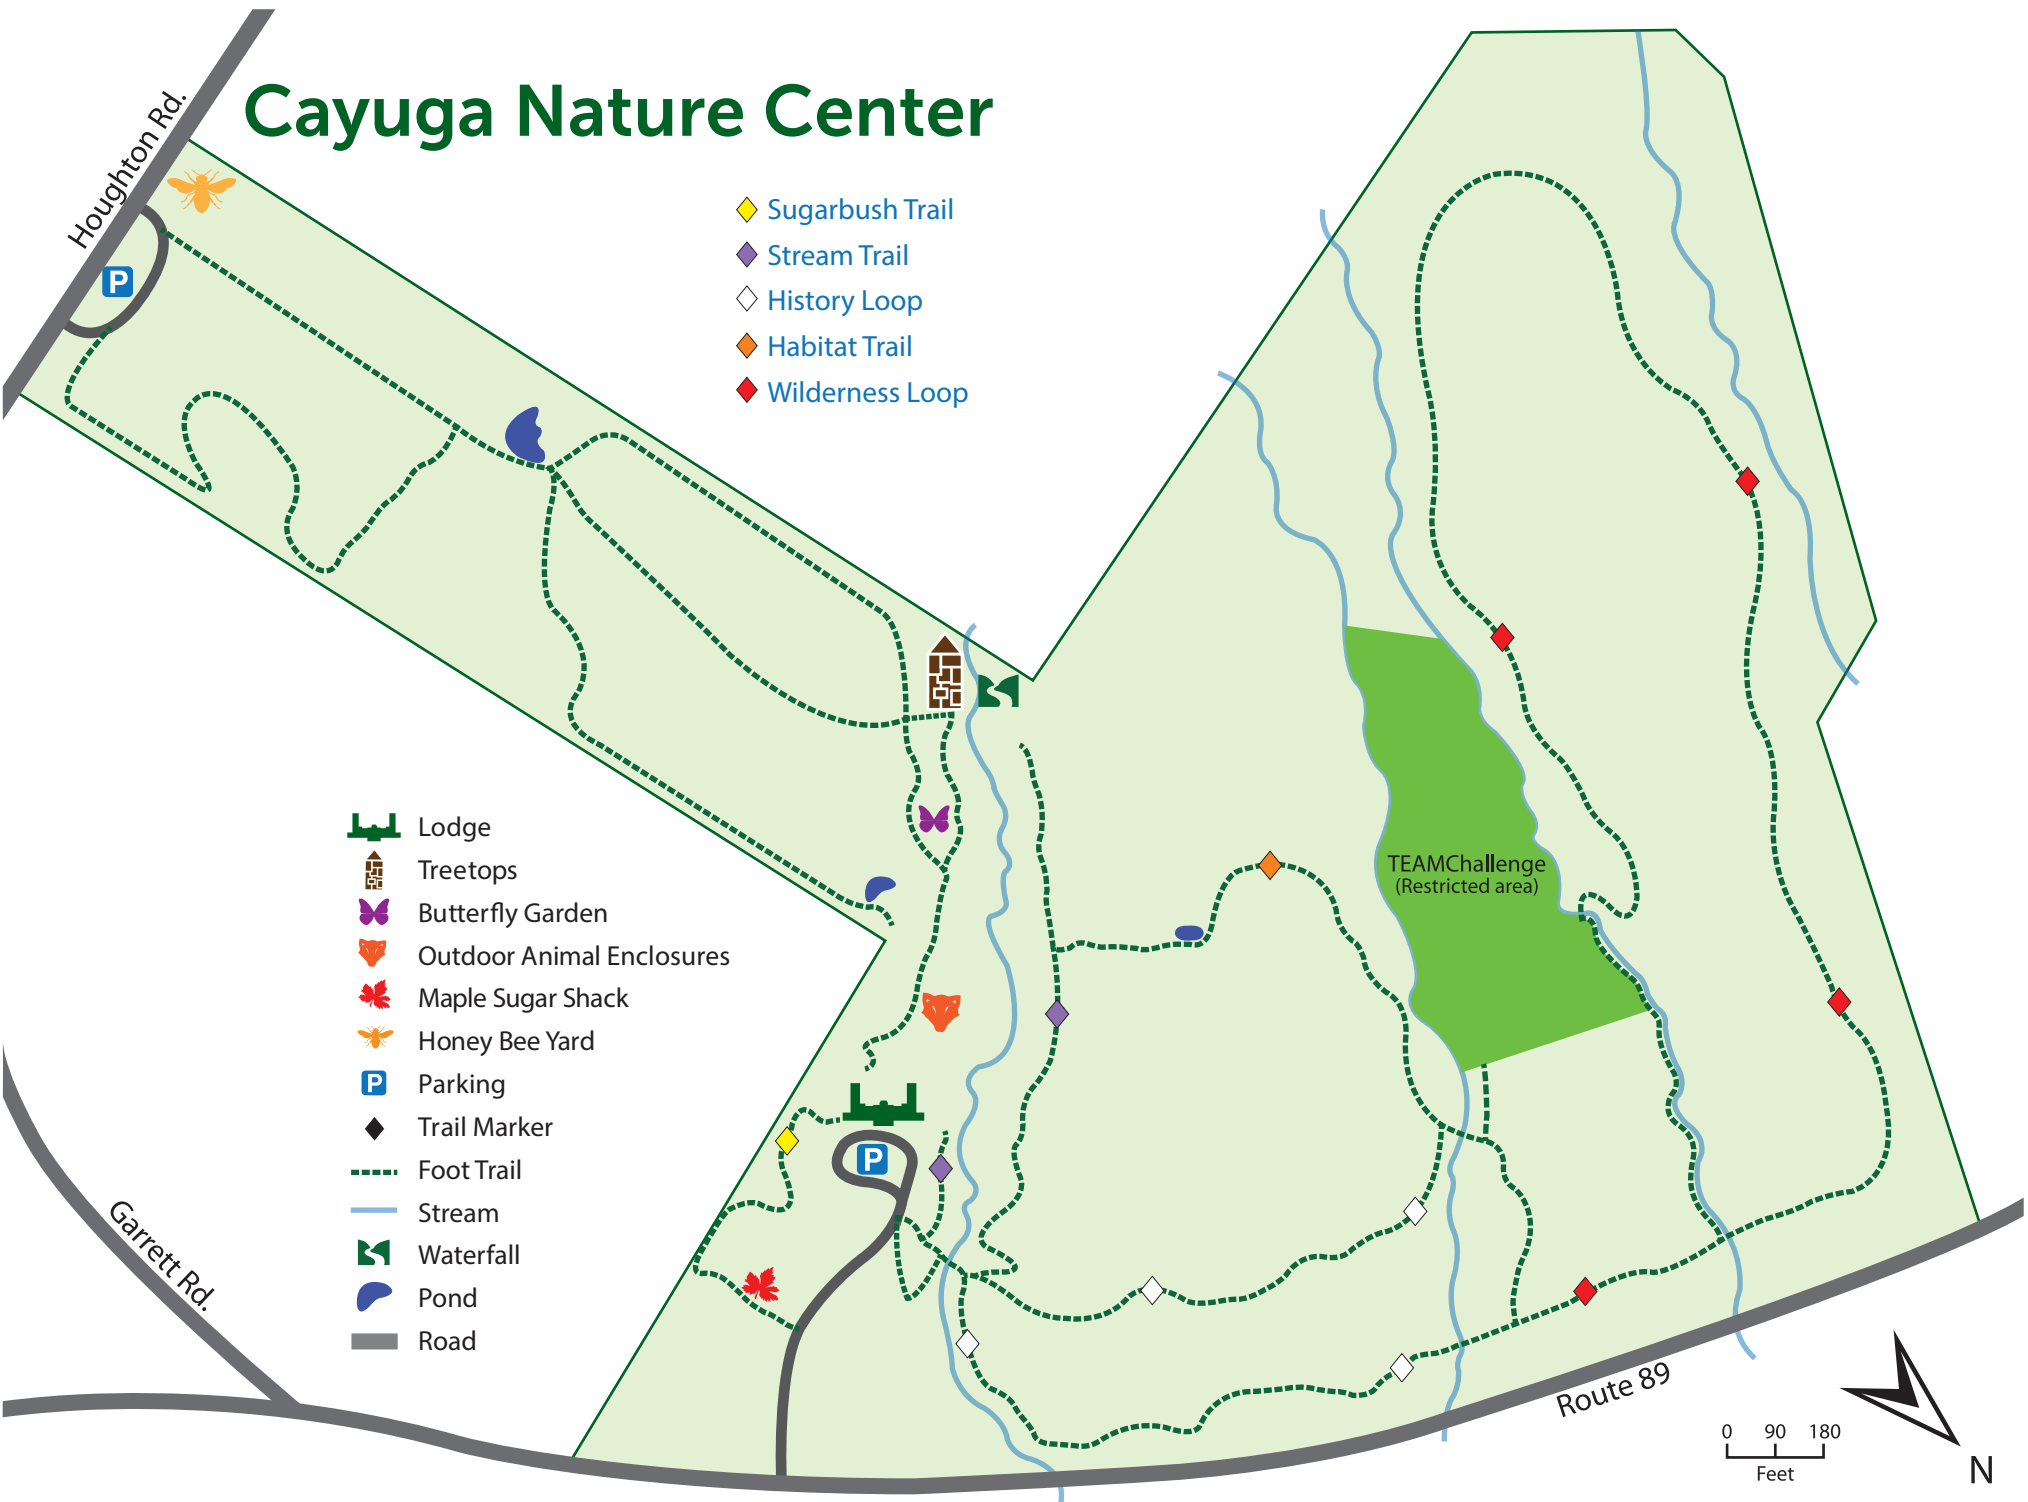 Cayuga Nature Center
Houghton Rd.
P
Sugarbush Trail
Stream Trail
History Loop
Habitat Trail
Wilderness Loop
TEAMChallenge
(Restricted area)
Lodge
Treetops
Butterfly Garden
Outdoor Animal Enclosures
Maple Sugar Shack
Honey Bee Yard
P Parking
Trail Marker
Foot Trail
Stream
Waterfall
Pond
Road
P
Garrett Rd.
Route 89
0 90 180
Feet
N